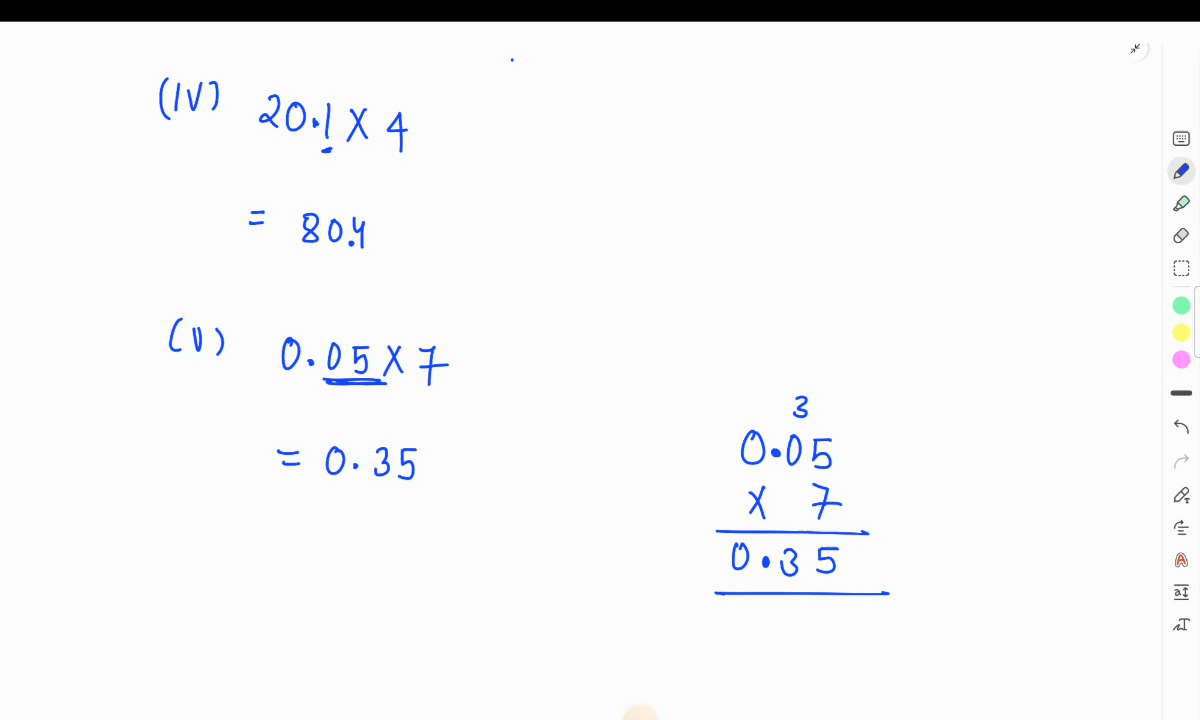 (IV) 20.1 X 4
= 80.4
(V) 0.05 X 7
= 0.35
3
0.05
X 7
0.35